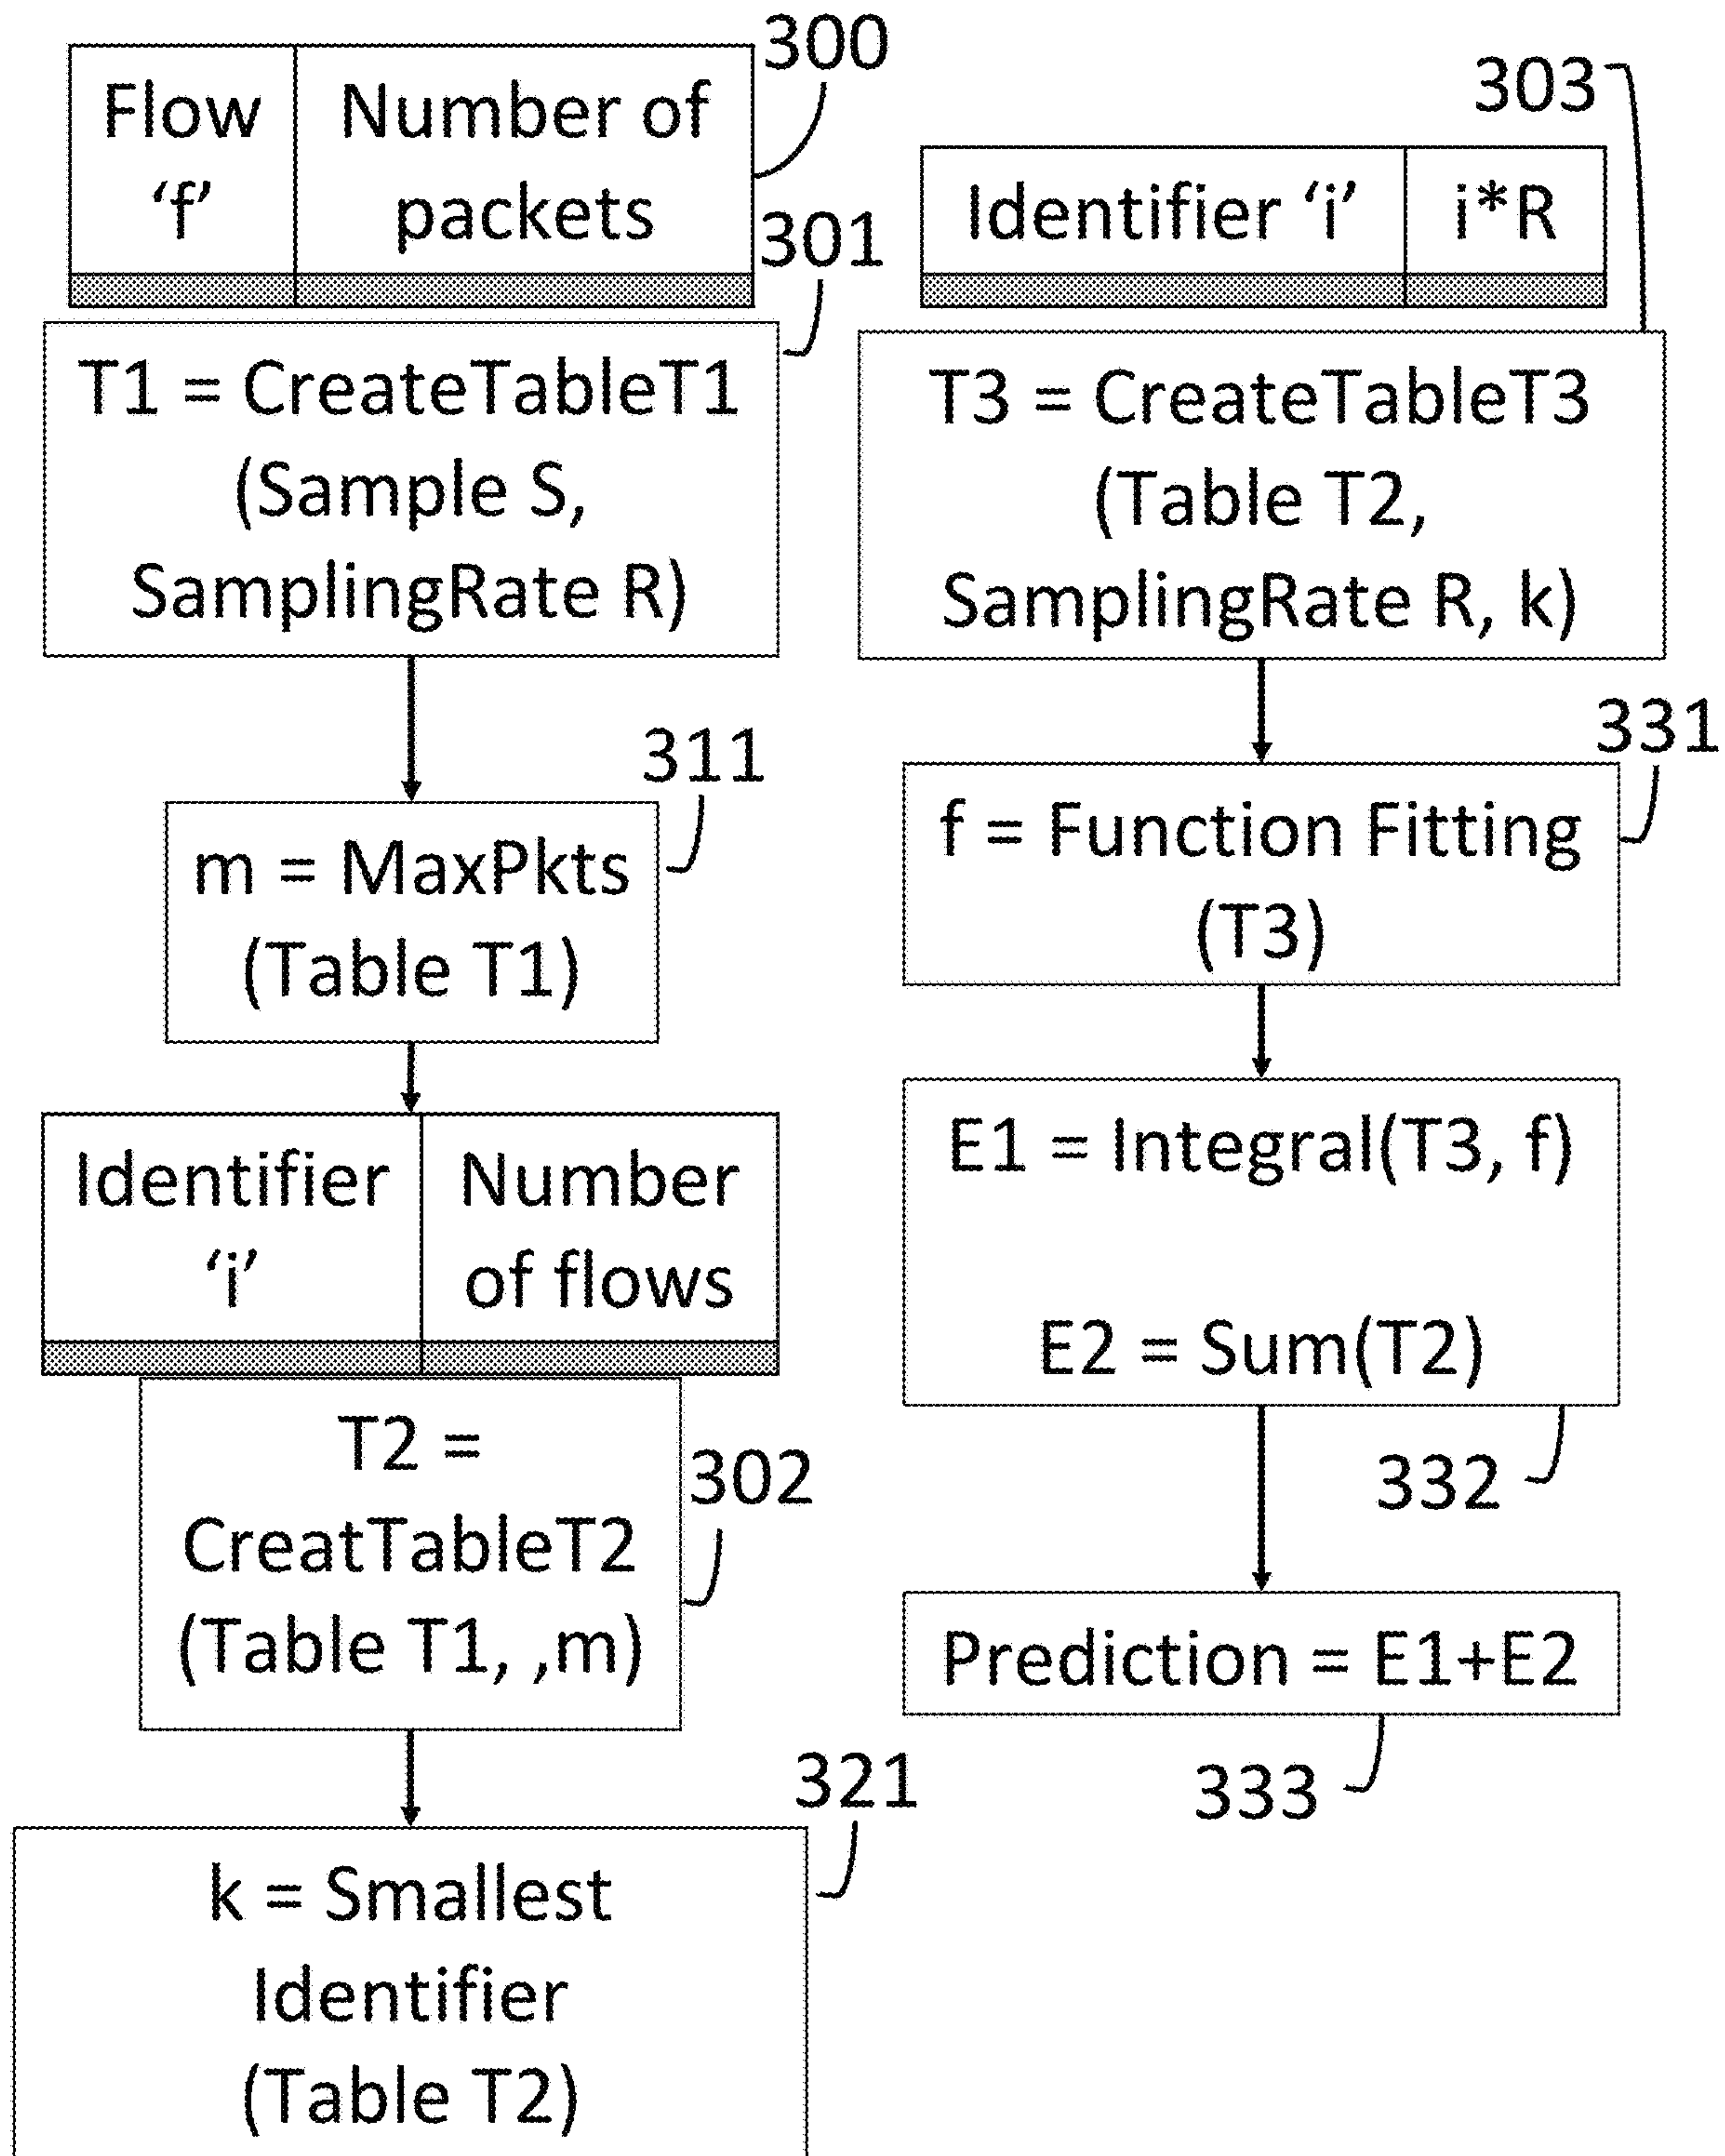 300
Flow
‘f’
Number of
packets
301
T1 = CreateTableT1
(Sample S,
SamplingRate R)
311
m = MaxPkts
(Table T1)
Identifier
‘i’
Number
of flows
T2 =
CreatTableT2
(Table T1, ,m)
302
321
k = Smallest
Identifier
(Table T2)
303
Identifier ‘i’
i*R
T3 = CreateTableT3
(Table T2,
SamplingRate R, k)
331
f = Function Fitting
(T3)
E1 = Integral(T3, f)
E2 = Sum(T2)
332
Prediction = E1+E2
333